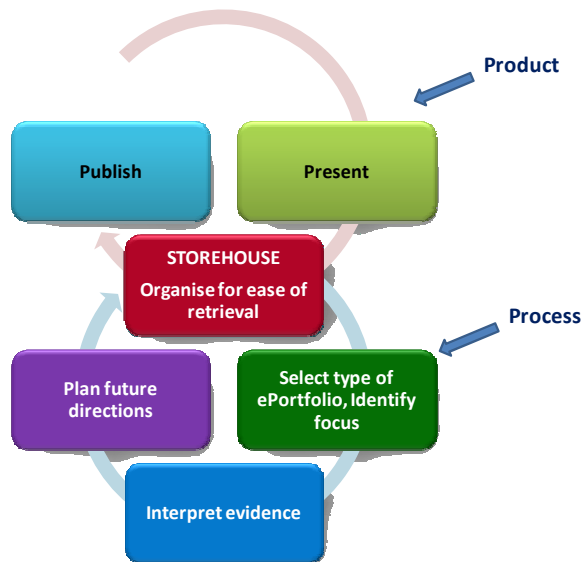 Product
Publish
Present
STOREHOUSE
Organise for ease of
retrieval
Process
Plan future
directions
Select type of
ePortfolio, Identify
focus
Interpret evidence